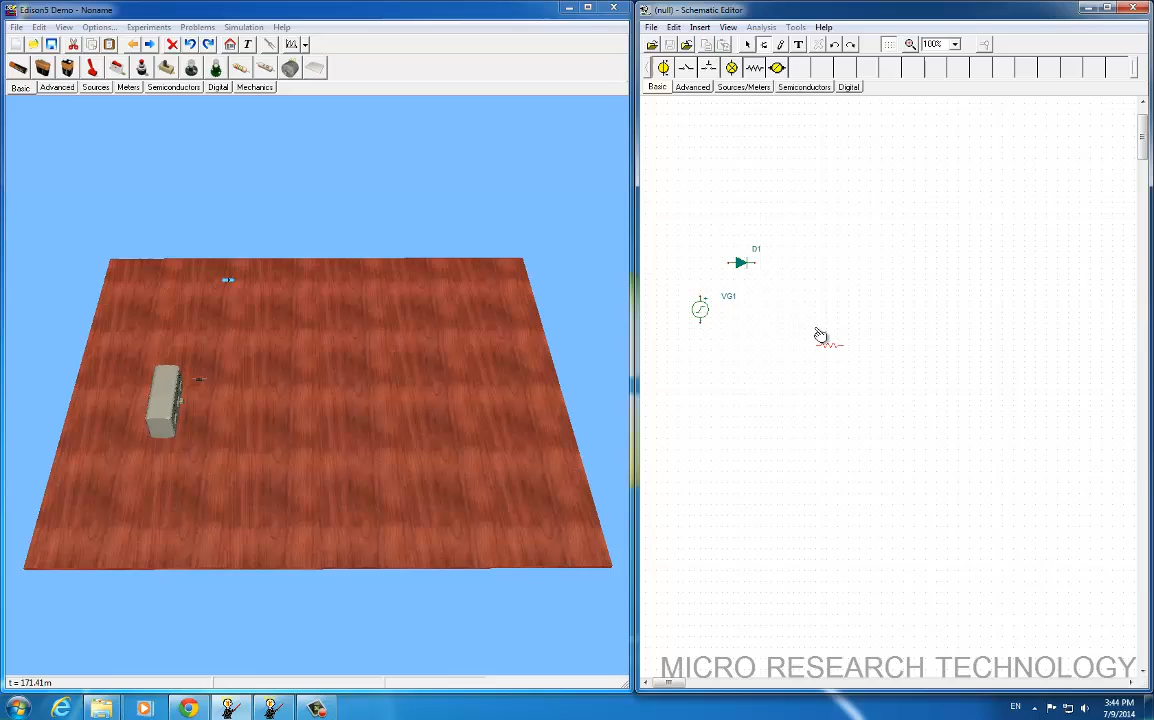 Edison5 Demo - Noname
File Edit View Options... Experiments Problems Simulation Help
Basic Advanced Sources Meters Semiconductors Digital Mechanics
t = 171.41m
(null) - Schematic Editor
File Edit Insert View Analysis Tools Help
100%
Basic Advanced Sources/Meters Semiconductors Digital
D1
VG1
MICRO RESEARCH TECHNOLOGY
EN
3:44 PM
7/9/2014